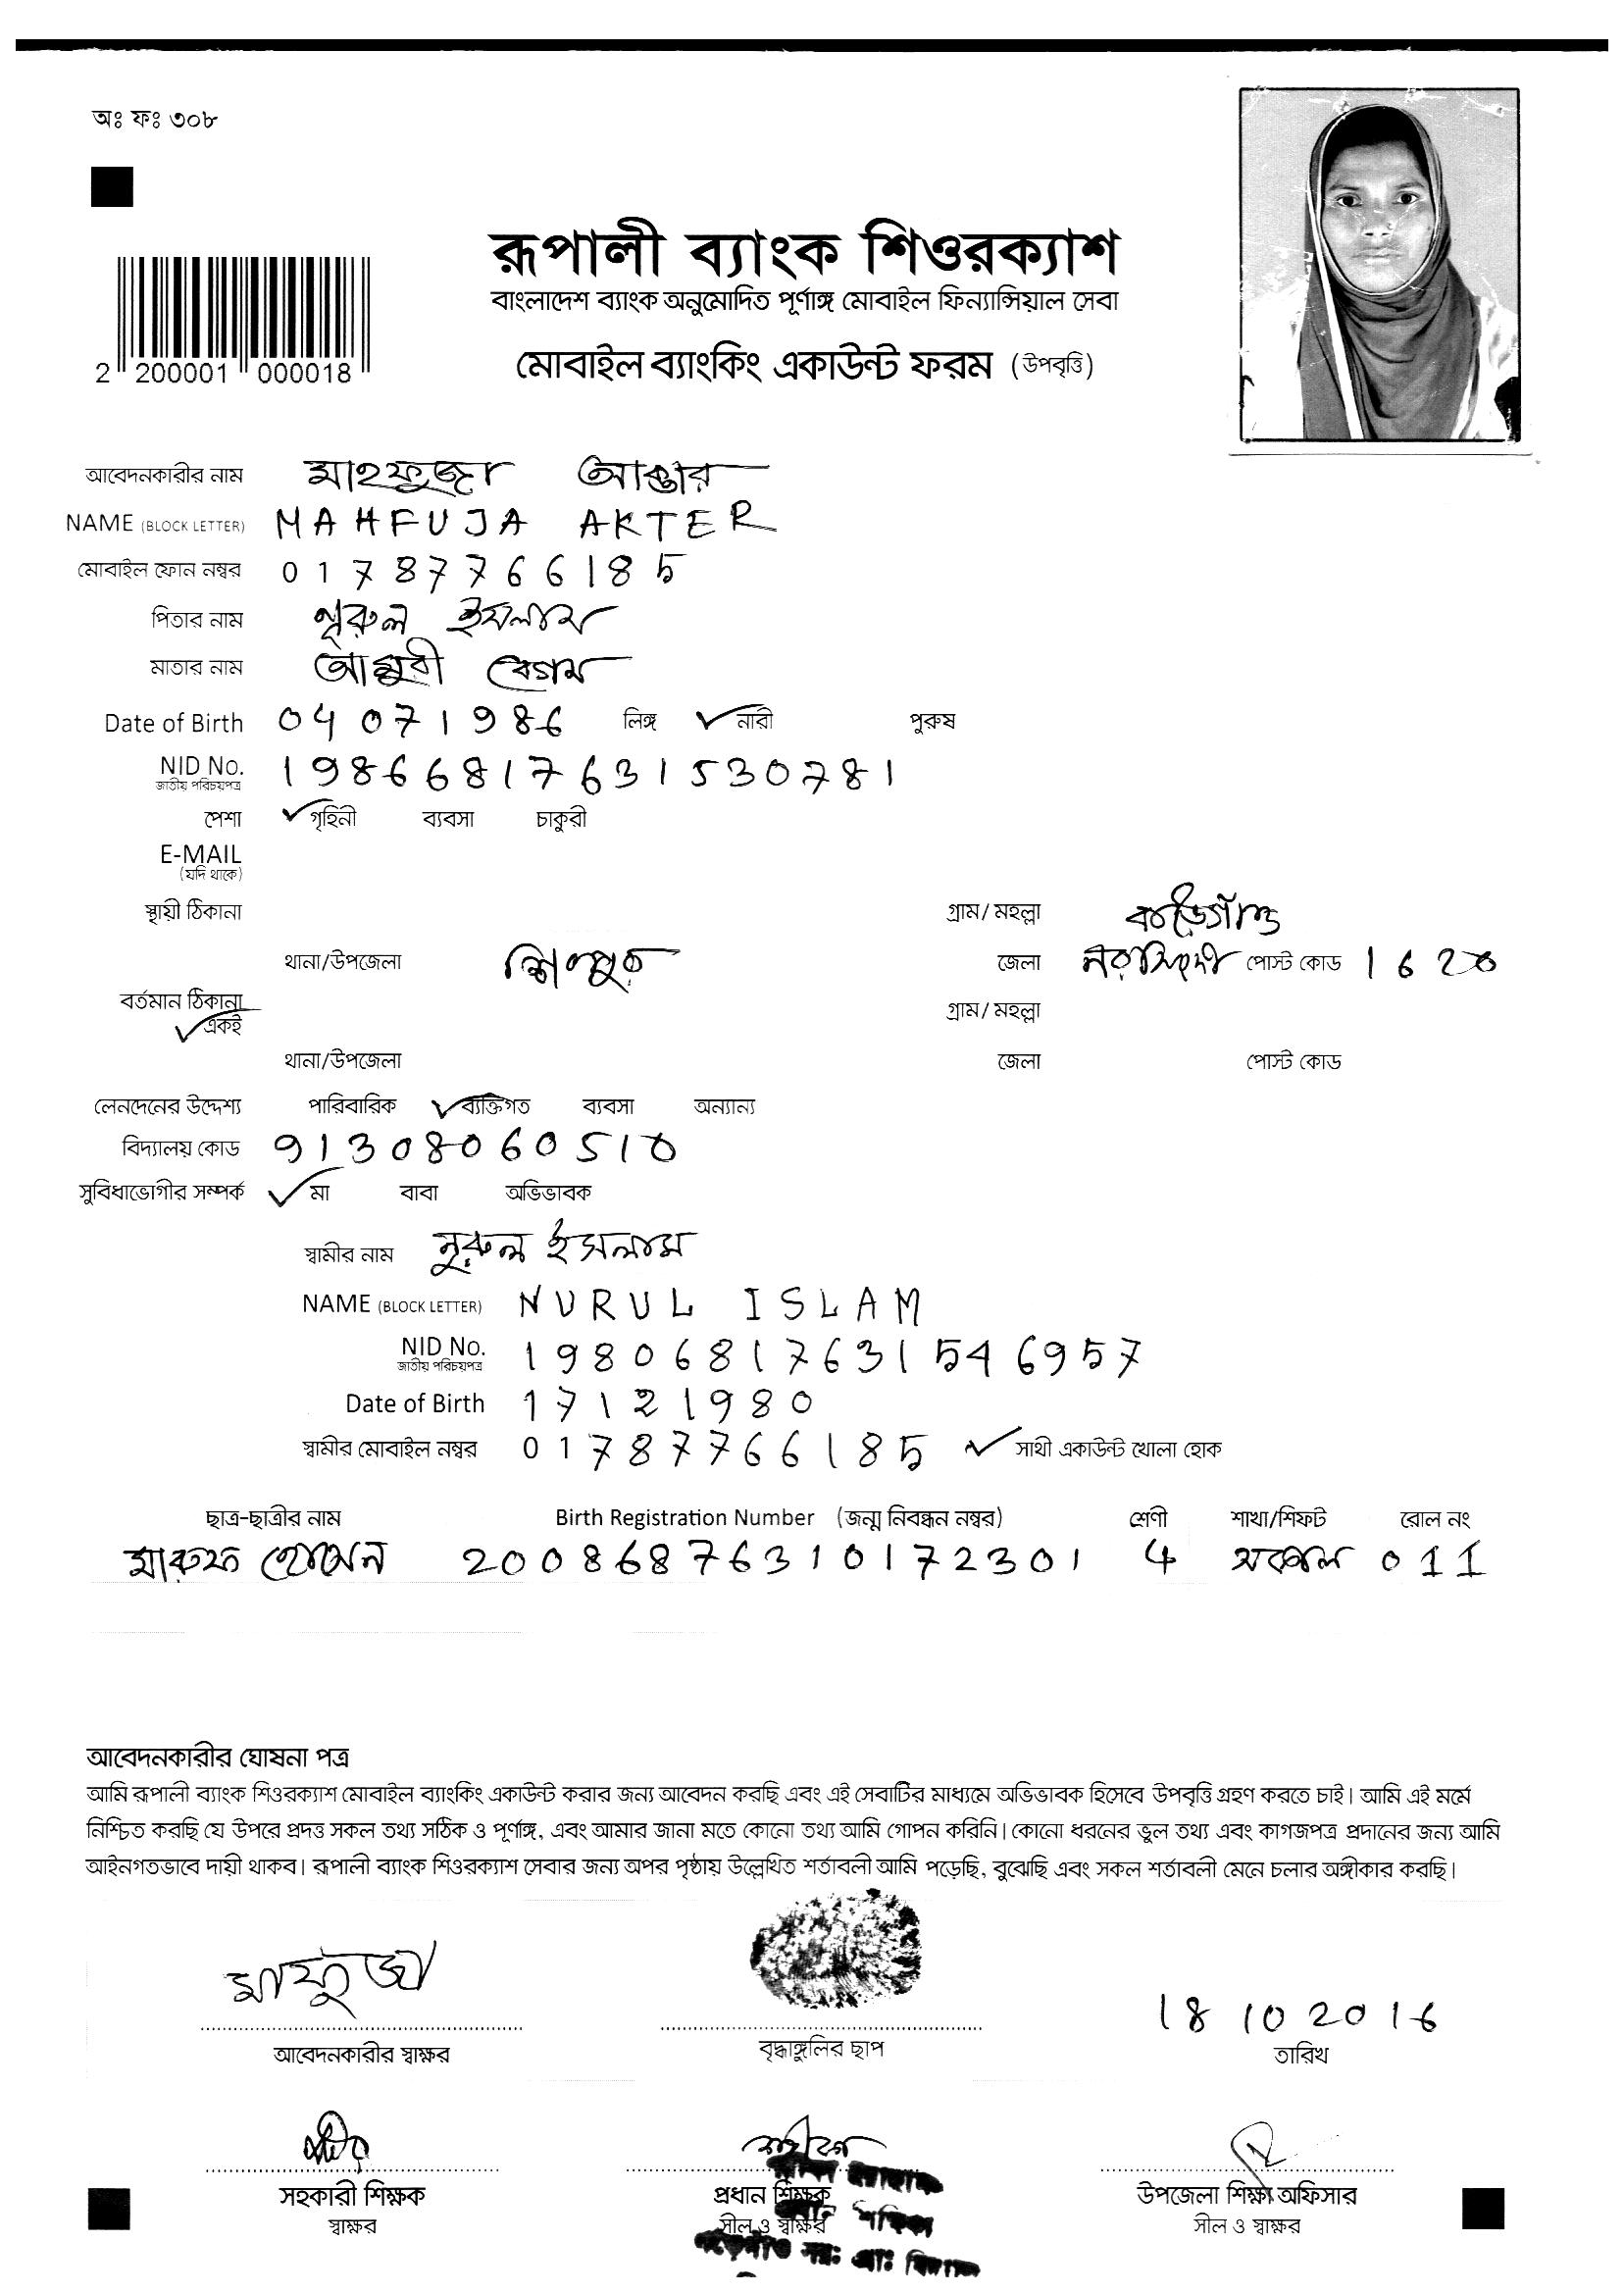 অঃ ফঃ ৩০৮
রূপালী ব্যাংক শিওরক্যাশ
বাংলাদেশ ব্যাংক অনুমোদিত পূর্ণাঙ্গ মোবাইল ফিন্যান্সিয়াল সেবা
2 200001 000018
মোবাইল ব্যাংকিং একাউন্ট ফরম (উপবৃত্তি)
আবেদনকারীর নাম মাহফুজা আক্তার
NAME (BLOCK LETTER) MAHFUJA AKTER
মোবাইল ফোন নম্বর 01787766185
পিতার নাম নূরুল ইসলাম
মাতার নাম বেগম
Date of Birth 04071986 লিঙ্গ নারী পুরুষ
NID No. 19866817631530781
জাতীয় পরিচয়পত্র
পেশা গৃহিনী ব্যবসা চাকুরী
E-MAIL
(যদি থাকে)
স্থায়ী ঠিকানা গ্রাম/ মহল্লা
থানা/উপজেলা শিবপুর জেলা নরসিংদী পোস্ট কোড 1620
বর্তমান ঠিকানা গ্রাম/ মহল্লা
একই
থানা/উপজেলা জেলা পোস্ট কোড
লেনদেনের উদ্দেশ্য পারিবারিক ব্যক্তিগত ব্যবসা অন্যান্য
বিদ্যালয় কোড 91308060510
সুবিধাভোগীর সম্পর্ক মা বাবা অভিভাবক
স্বামীর নাম নুরুল ইসলাম
NAME (BLOCK LETTER) NURUL ISLAM
NID No. 19806817631546957
জাতীয় পরিচয়পত্র
Date of Birth 17121980
স্বামীর মোবাইল নম্বর 01787766185 সাথী একাউন্ট খোলা হোক
ছাত্র-ছাত্রীর নাম Birth Registration Number (জন্ম নিবন্ধন নম্বর) শ্রেণী শাখা/শিফট রোল নং
মারুফ হোসেন 20086876310172301 4 সকাল 011
আবেদনকারীর ঘোষনা পত্র
আমি রূপালী ব্যাংক শিওরক্যাশ মোবাইল ব্যাংকিং একাউন্ট করার জন্য আবেদন করছি এবং এই সেবাটির মাধ্যমে অভিভাবক হিসেবে উপবৃত্তি গ্রহণ করতে চাই। আমি এই মর্মে
নিশ্চিত করছি যে উপরে প্রদত্ত সকল তথ্য সঠিক ও পূর্ণাঙ্গ, এবং আমার জানা মতে কোনো তথ্য আমি গোপন করিনি। কোনো ধরনের ভুল তথ্য এবং কাগজপত্র প্রদানের জন্য আমি
আইনগতভাবে দায়ী থাকব। রূপালী ব্যাংক শিওরক্যাশ সেবার জন্য অপর পৃষ্ঠায় উল্লেখিত শর্তাবলী আমি পড়েছি, বুঝেছি এবং সকল শর্তাবলী মেনে চলার অঙ্গীকার করছি।
মাফুজা 18 10 2016
আবেদনকারীর স্বাক্ষর বৃদ্ধাঙ্গুলির ছাপ তারিখ
সহকারী শিক্ষক প্রধান শিক্ষক উপজেলা শিক্ষা অফিসার
স্বাক্ষর সীল ও স্বাক্ষর সীল ও স্বাক্ষর